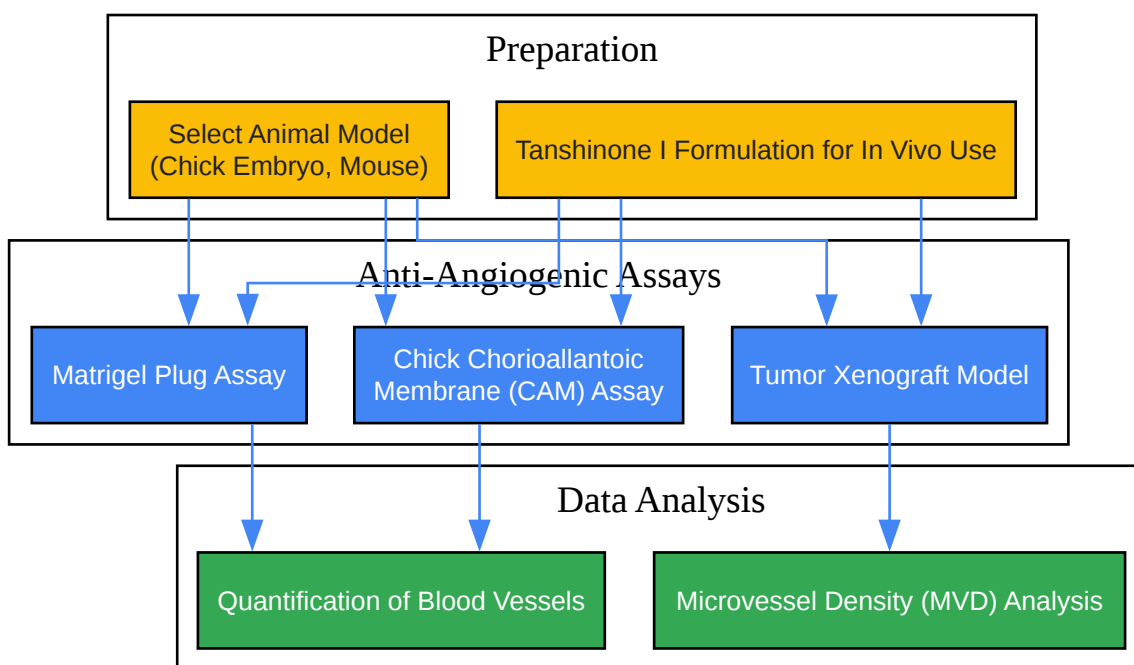 Preparation
Select Animal Model
(Chick Embryo, Mouse)
Tanshinone I Formulation for In Vivo Use
Anti-Angiogenic Assays
Matrigel Plug Assay
Chick Chorioallantoic
Membrane (CAM) Assay
Tumor Xenograft Model
Data Analysis
Quantification of Blood Vessels
Microvessel Density (MVD) Analysis